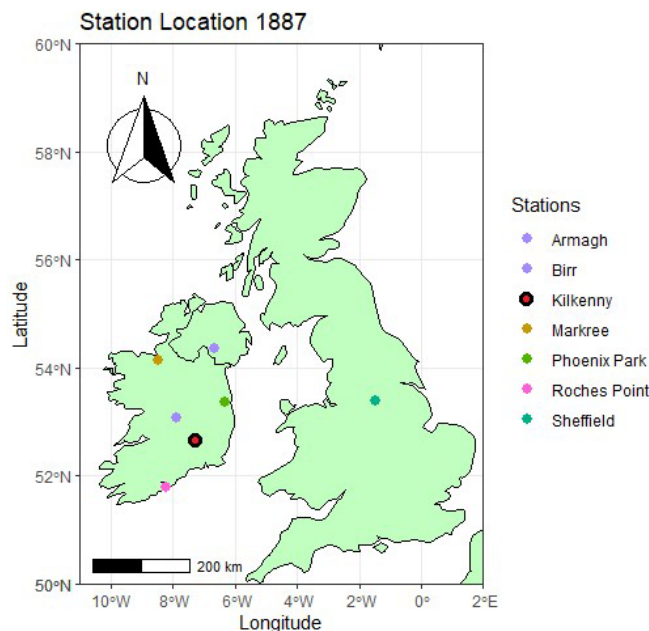 Station Location 1887
60°N
58°N
56°N
54°N
52°N
50°N
Latitude
N
200 km
10°W
8°W
6°W
4°W
2°W
0°
2°E
Longitude
Stations
Armagh
Birr
Kilkenny
Markree
Phoenix Park
Roches Point
Sheffield